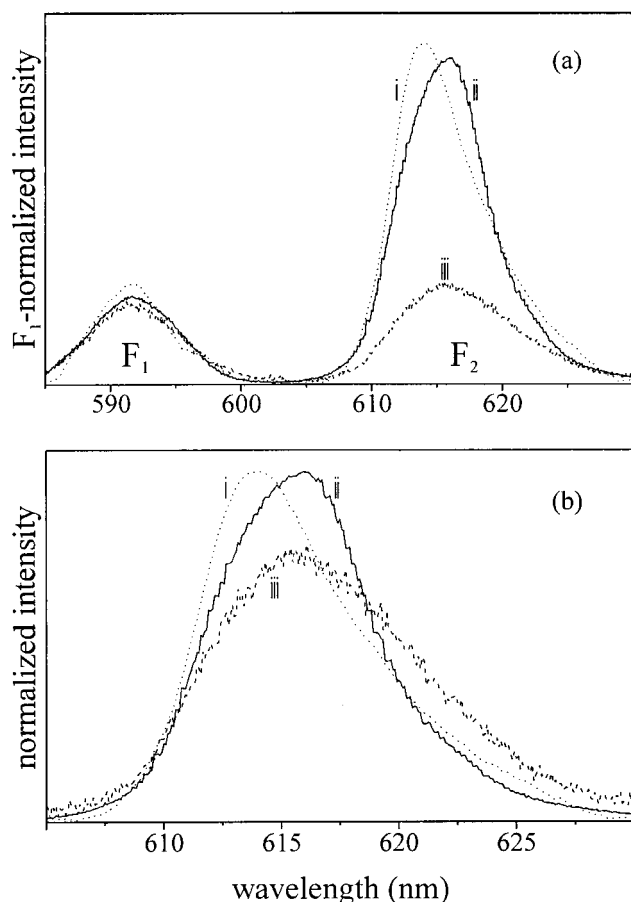 (a)
i
ii
iii
F₁
F₂
F₁-normalized intensity
590
600
610
620
(b)
i
ii
iii
normalized intensity
610
615
620
625
wavelength (nm)